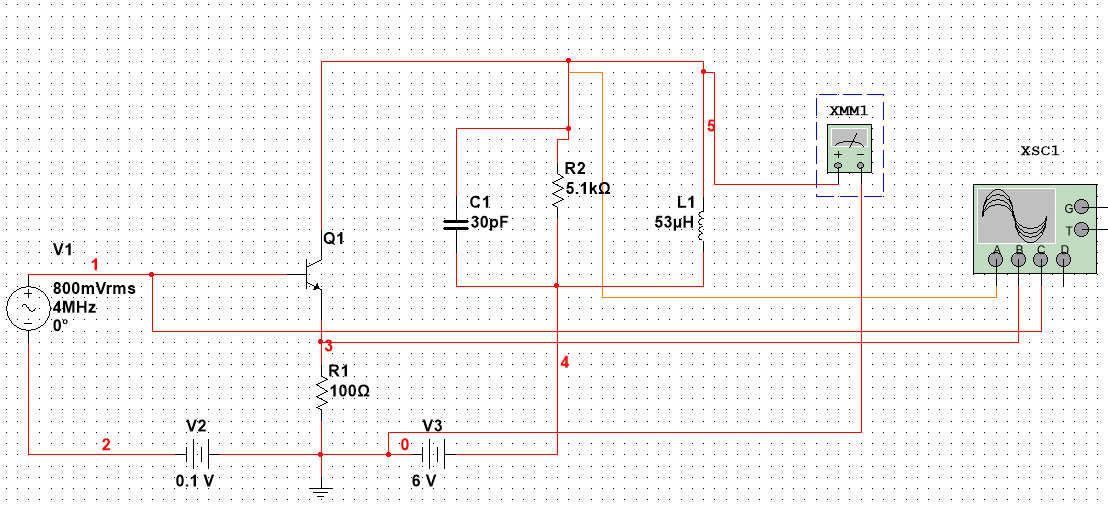 XMM1
5
XSC1
R2
5.1kΩ
C1
30pF
L1
53µH
G
T
A B C D
Q1
V1
1
800mVrms
4MHz
0°
3
R1
100Ω
4
V2
V3
2
0
0.1 V
6 V